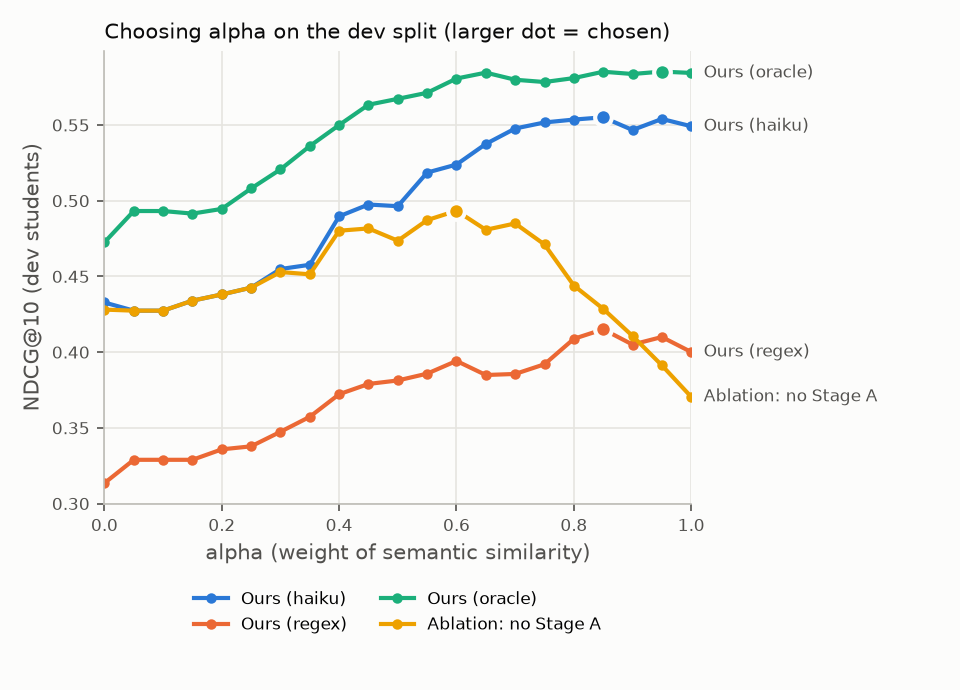 Choosing alpha on the dev split (larger dot = chosen)
Ours (oracle)
Ours (haiku)
Ours (regex)
Ablation: no Stage A
NDCG@10 (dev students)
0.55
0.50
0.45
0.40
0.35
0.30
0.0 0.2 0.4 0.6 0.8 1.0
alpha (weight of semantic similarity)
Ours (haiku) Ours (oracle)
Ours (regex) Ablation: no Stage A